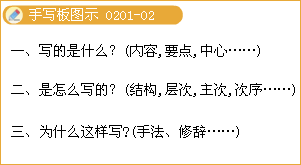 手写板图示 0201-02
一、写的是什么?(内容,要点,中心……)
二、是怎么写的?(结构,层次,主次,次序……)
三、为什么这样写?(手法、修辞……)